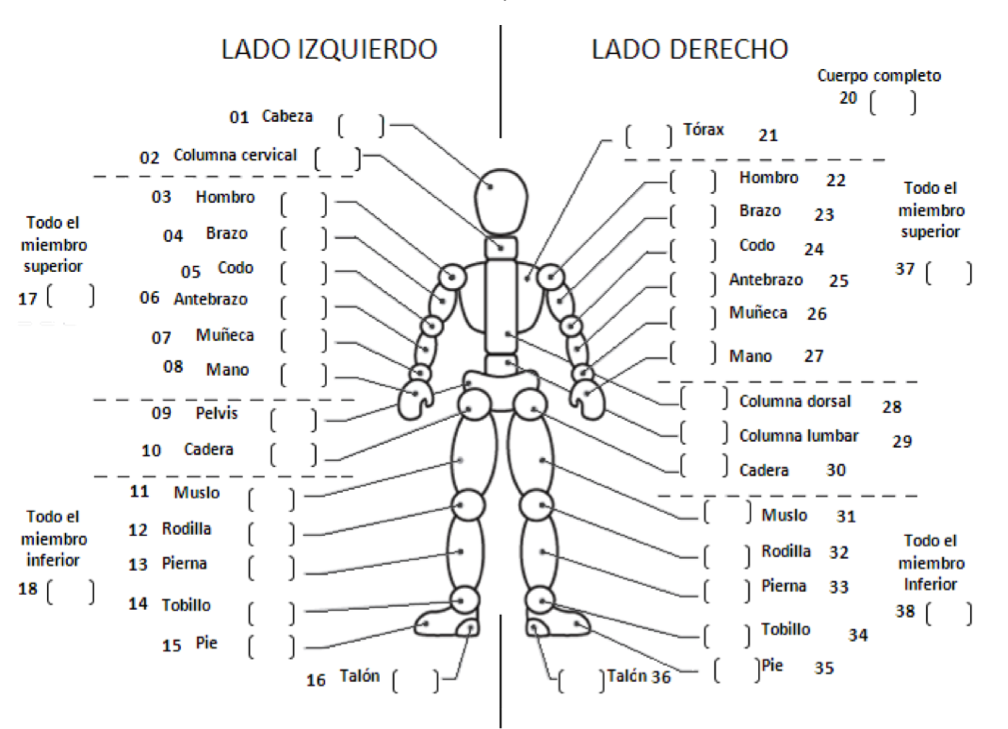 LADO IZQUIERDO
LADO DERECHO
Cuerpo completo
20 [ ]
01 Cabeza [ ]
[ ] Tórax 21
02 Columna cervical [ ]
03 Hombro [ ]
04 Brazo [ ]
05 Codo [ ]
06 Antebrazo [ ]
07 Muñeca [ ]
08 Mano [ ]
Todo el
miembro
superior
17 [ ]
09 Pelvis [ ]
10 Cadera [ ]
11 Muslo [ ]
12 Rodilla [ ]
13 Pierna [ ]
14 Tobillo [ ]
15 Pie [ ]
16 Talón [ ]
Todo el
miembro
inferior
18 [ ]
[ ] Hombro 22
[ ] Brazo 23
[ ] Codo 24
[ ] Antebrazo 25
[ ] Muñeca 26
[ ] Mano 27
Todo el
miembro
superior
37 [ ]
[ ] Columna dorsal 28
[ ] Columna lumbar 29
[ ] Cadera 30
[ ] Muslo 31
[ ] Rodilla 32
[ ] Pierna 33
[ ] Tobillo 34
[ ] Pie 35
[ ] Talón 36
Todo el
miembro
Inferior
38 [ ]